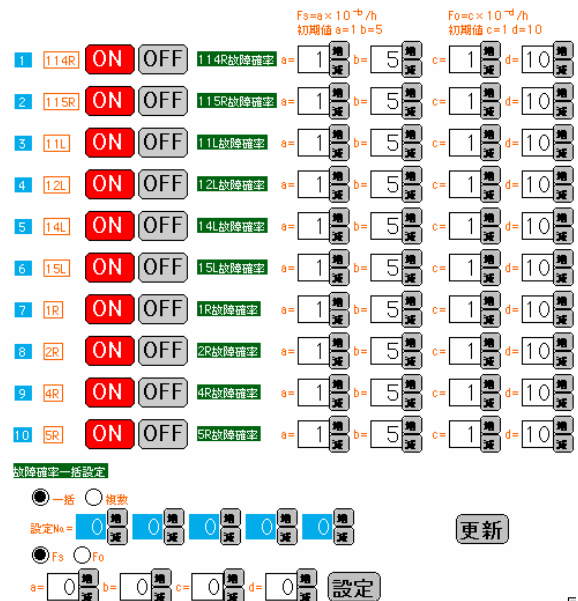 Fs=a×10⁻ᵇ/h Fo=c×10⁻ᵈ/h
初期値 a=1 b=5 初期値 c=1 d=10
1 114R ON OFF 114R故障確率 a= 1 増 減 b= 5 増 減 c= 1 増 減 d= 10 増 減
2 115R ON OFF 115R故障確率 a= 1 増 減 b= 5 増 減 c= 1 増 減 d= 10 増 減
3 11L ON OFF 11L故障確率 a= 1 増 減 b= 5 増 減 c= 1 増 減 d= 10 増 減
4 12L ON OFF 12L故障確率 a= 1 増 減 b= 5 増 減 c= 1 増 減 d= 10 増 減
5 14L ON OFF 14L故障確率 a= 1 増 減 b= 5 増 減 c= 1 増 減 d= 10 増 減
6 15L ON OFF 15L故障確率 a= 1 増 減 b= 5 増 減 c= 1 増 減 d= 10 増 減
7 1R ON OFF 1R故障確率 a= 1 増 減 b= 5 増 減 c= 1 増 減 d= 10 増 減
8 2R ON OFF 2R故障確率 a= 1 増 減 b= 5 増 減 c= 1 増 減 d= 10 増 減
9 4R ON OFF 4R故障確率 a= 1 増 減 b= 5 増 減 c= 1 増 減 d= 10 増 減
10 5R ON OFF 5R故障確率 a= 1 増 減 b= 5 増 減 c= 1 増 減 d= 10 増 減
故障確率一括設定
一括 複数
設定No= 0 増 減 0 増 減 0 増 減 0 増 減 0 増 減 更新
Fs Fo
a= 0 増 減 b= 0 増 減 c= 0 増 減 d= 0 増 減 設定